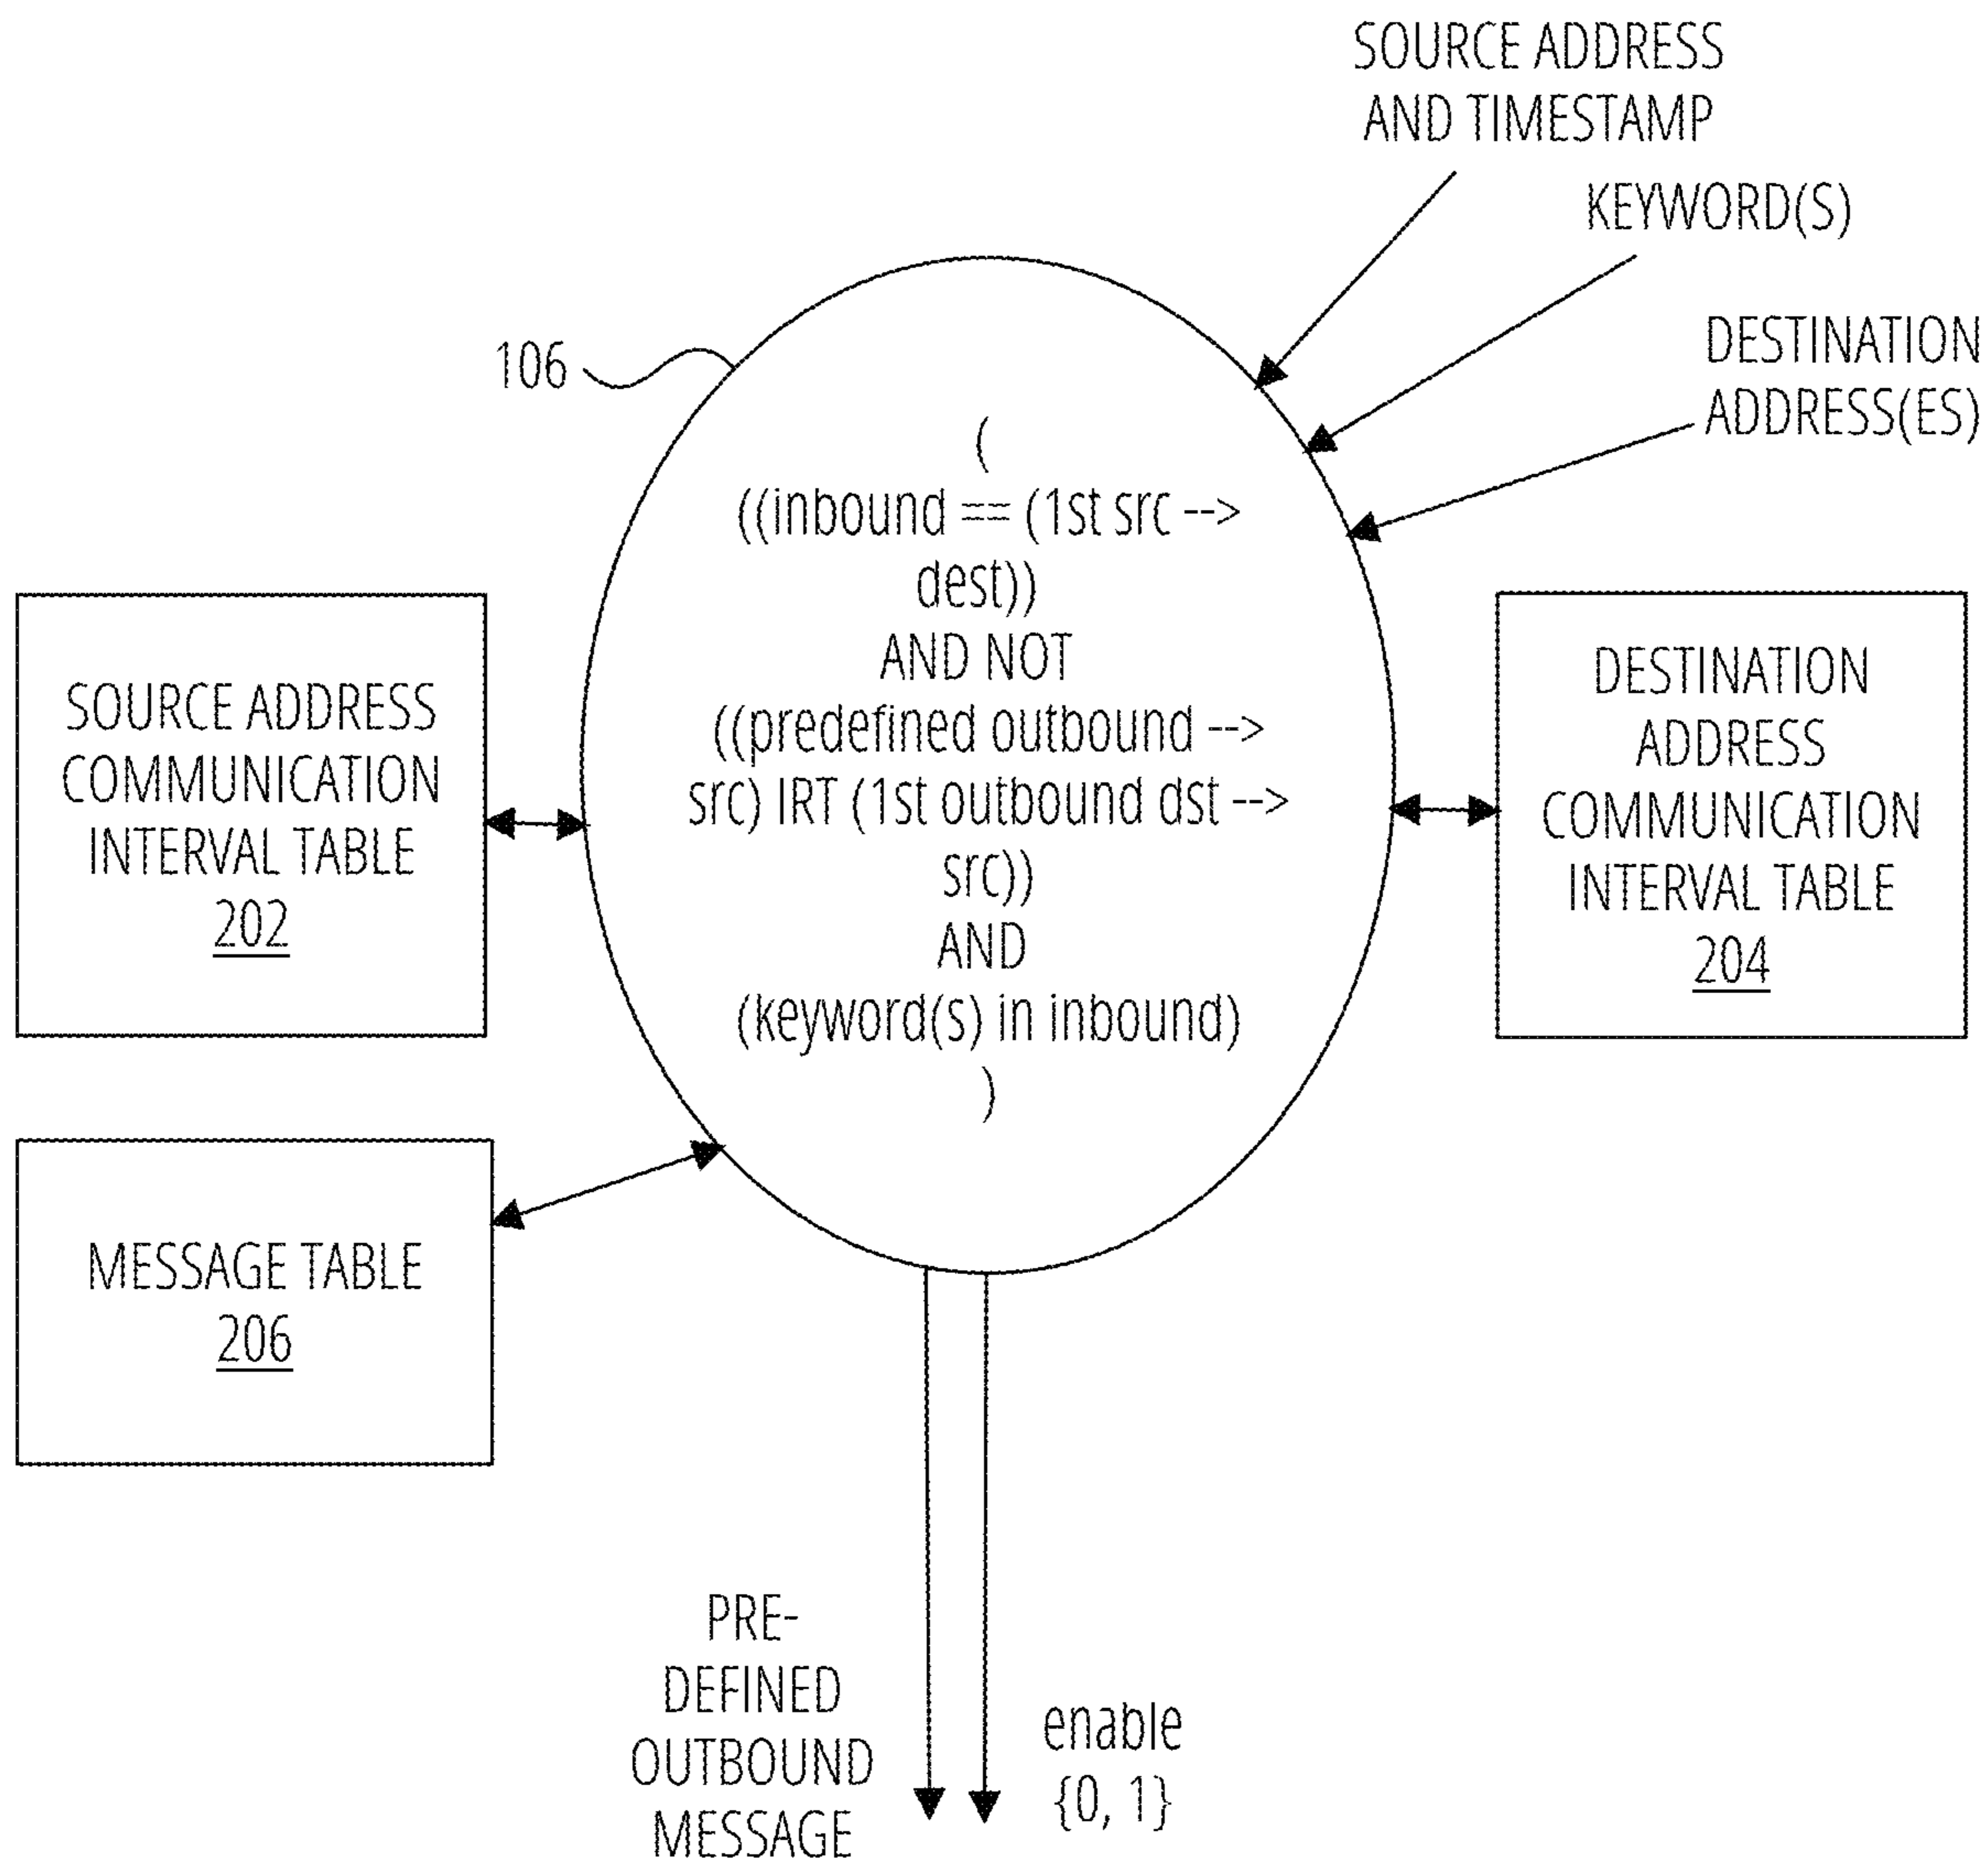 SOURCE ADDRESS
AND TIMESTAMP
KEYWORD(S)
DESTINATION
ADDRESS(ES)
106
(
((inbound == (1st src -->
dest))
AND NOT
((predefined outbound -->
src) IRT (1st outbound dst -->
src))
AND
(keyword(s) in inbound)
)
SOURCE ADDRESS
COMMUNICATION
INTERVAL TABLE
202
DESTINATION
ADDRESS
COMMUNICATION
INTERVAL TABLE
204
MESSAGE TABLE
206
PRE-
DEFINED
OUTBOUND
MESSAGE
enable
{0, 1}